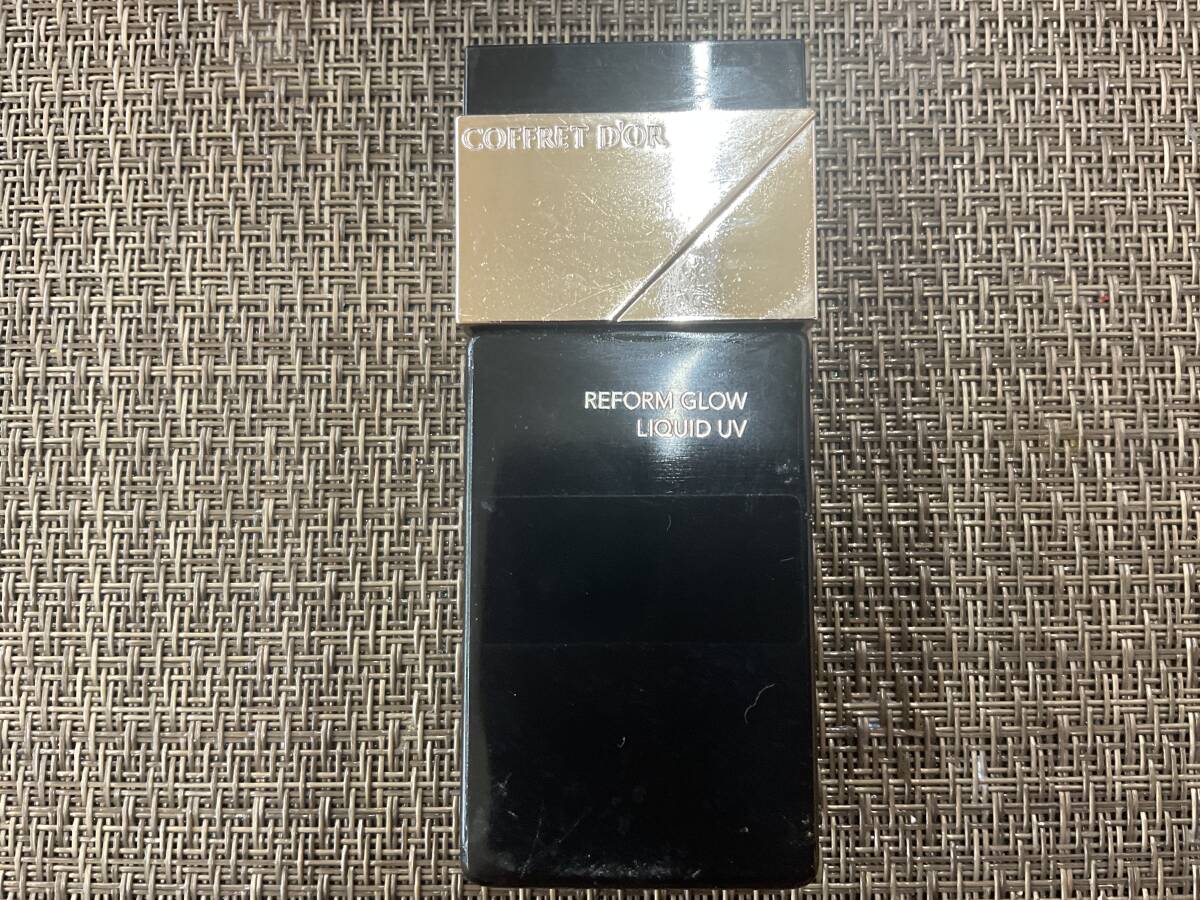 COFFRET D'OR
REFORM GLOW
LIQUID UV